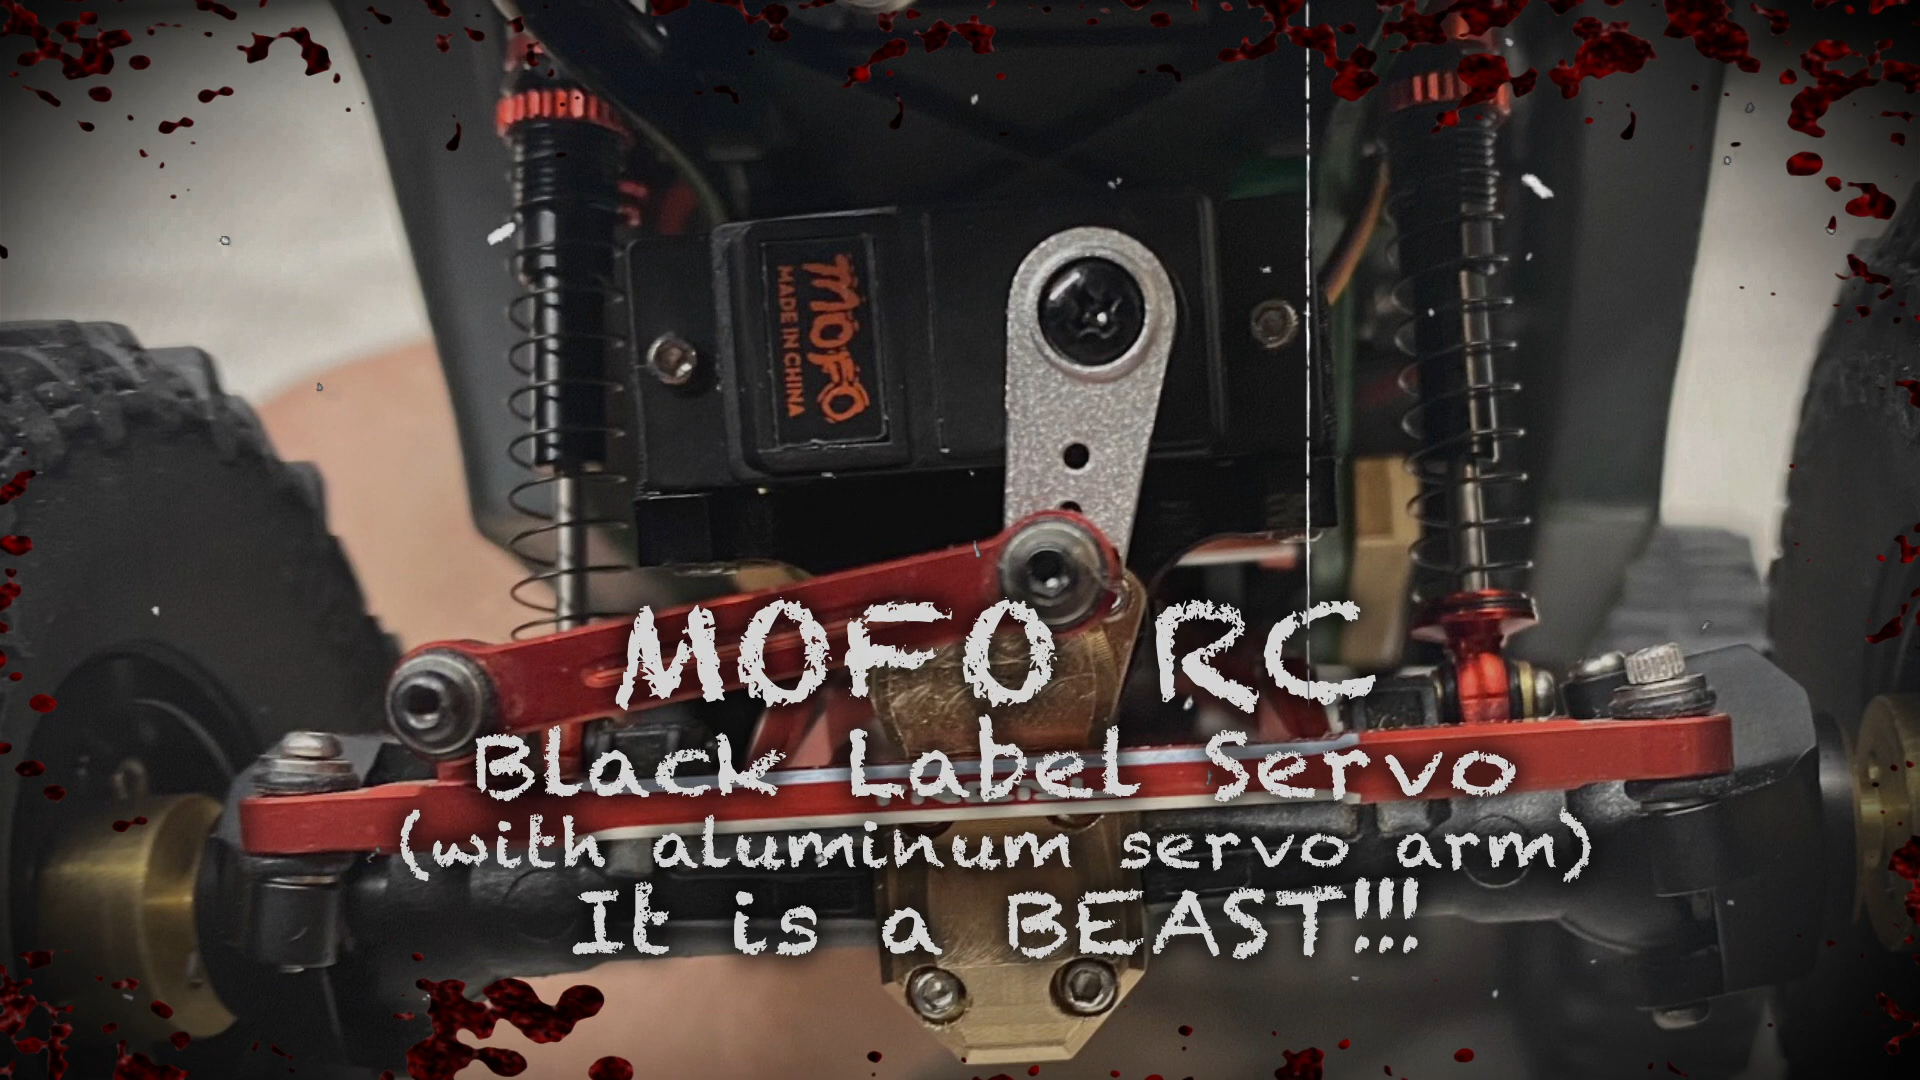 MOFO
MADE IN CHINA
MOFO RC
Black Label Servo
(with aluminum servo arm)
It is a BEAST!!!